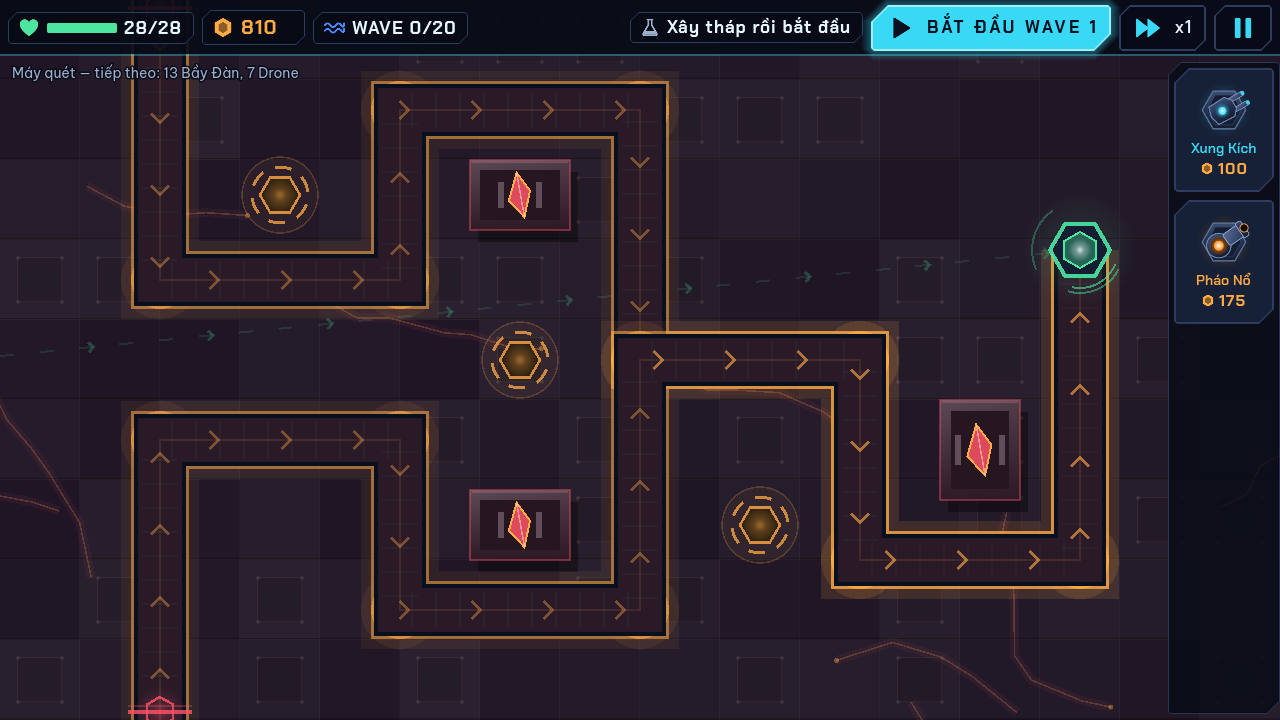 28/28
810
WAVE 0/20
Xây tháp rồi bắt đầu
BẮT ĐẦU WAVE 1
x1
Máy quét — tiếp theo: 13 Bầy Đàn, 7 Drone
Xung Kích
100
Pháo Nổ
175